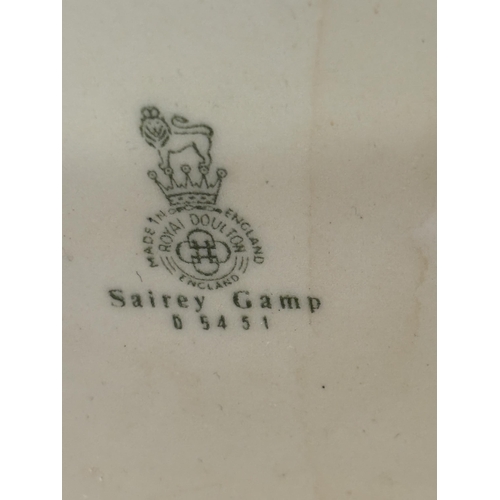 MADE IN ENGLAND
ROYAL DOULTON
ENGLAND
Sairey Gamp
D 5451